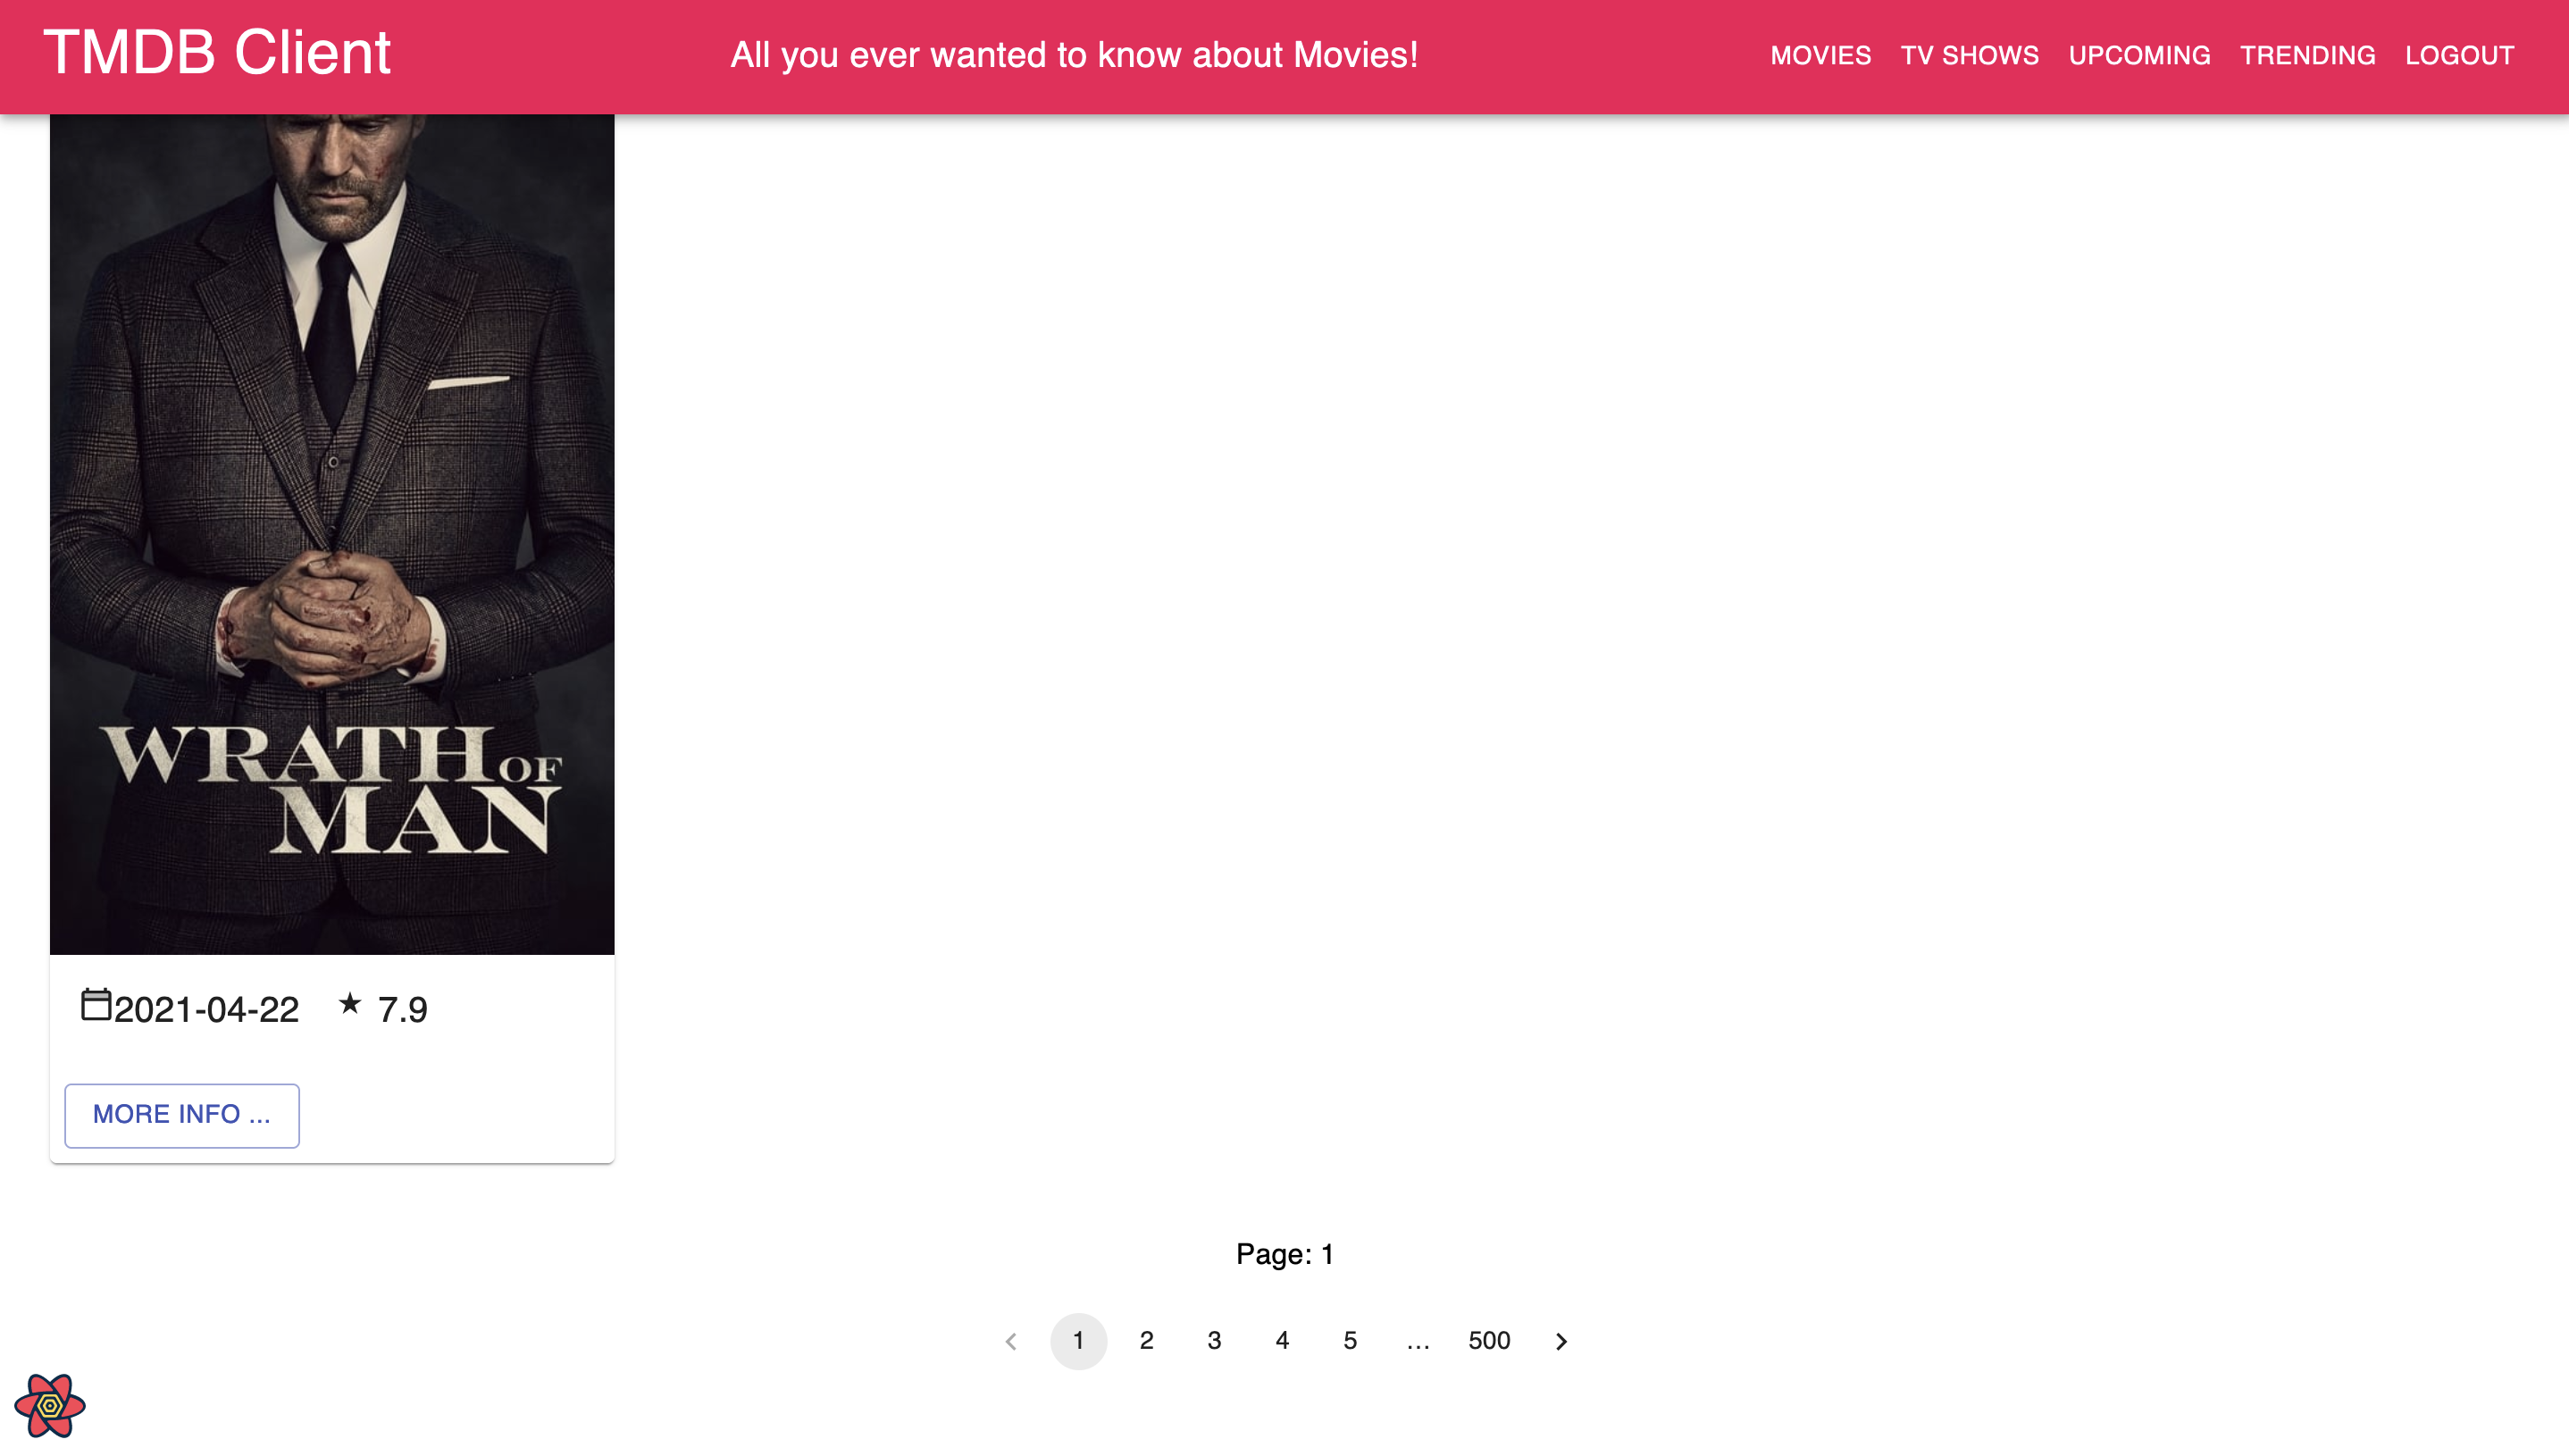 TMDB Client
All you ever wanted to know about Movies!
MOVIES TV SHOWS UPCOMING TRENDING LOGOUT
WRATH OF
MAN
2021-04-22 ★ 7.9
MORE INFO ...
Page: 1
‹ 1 2 3 4 5 … 500 ›